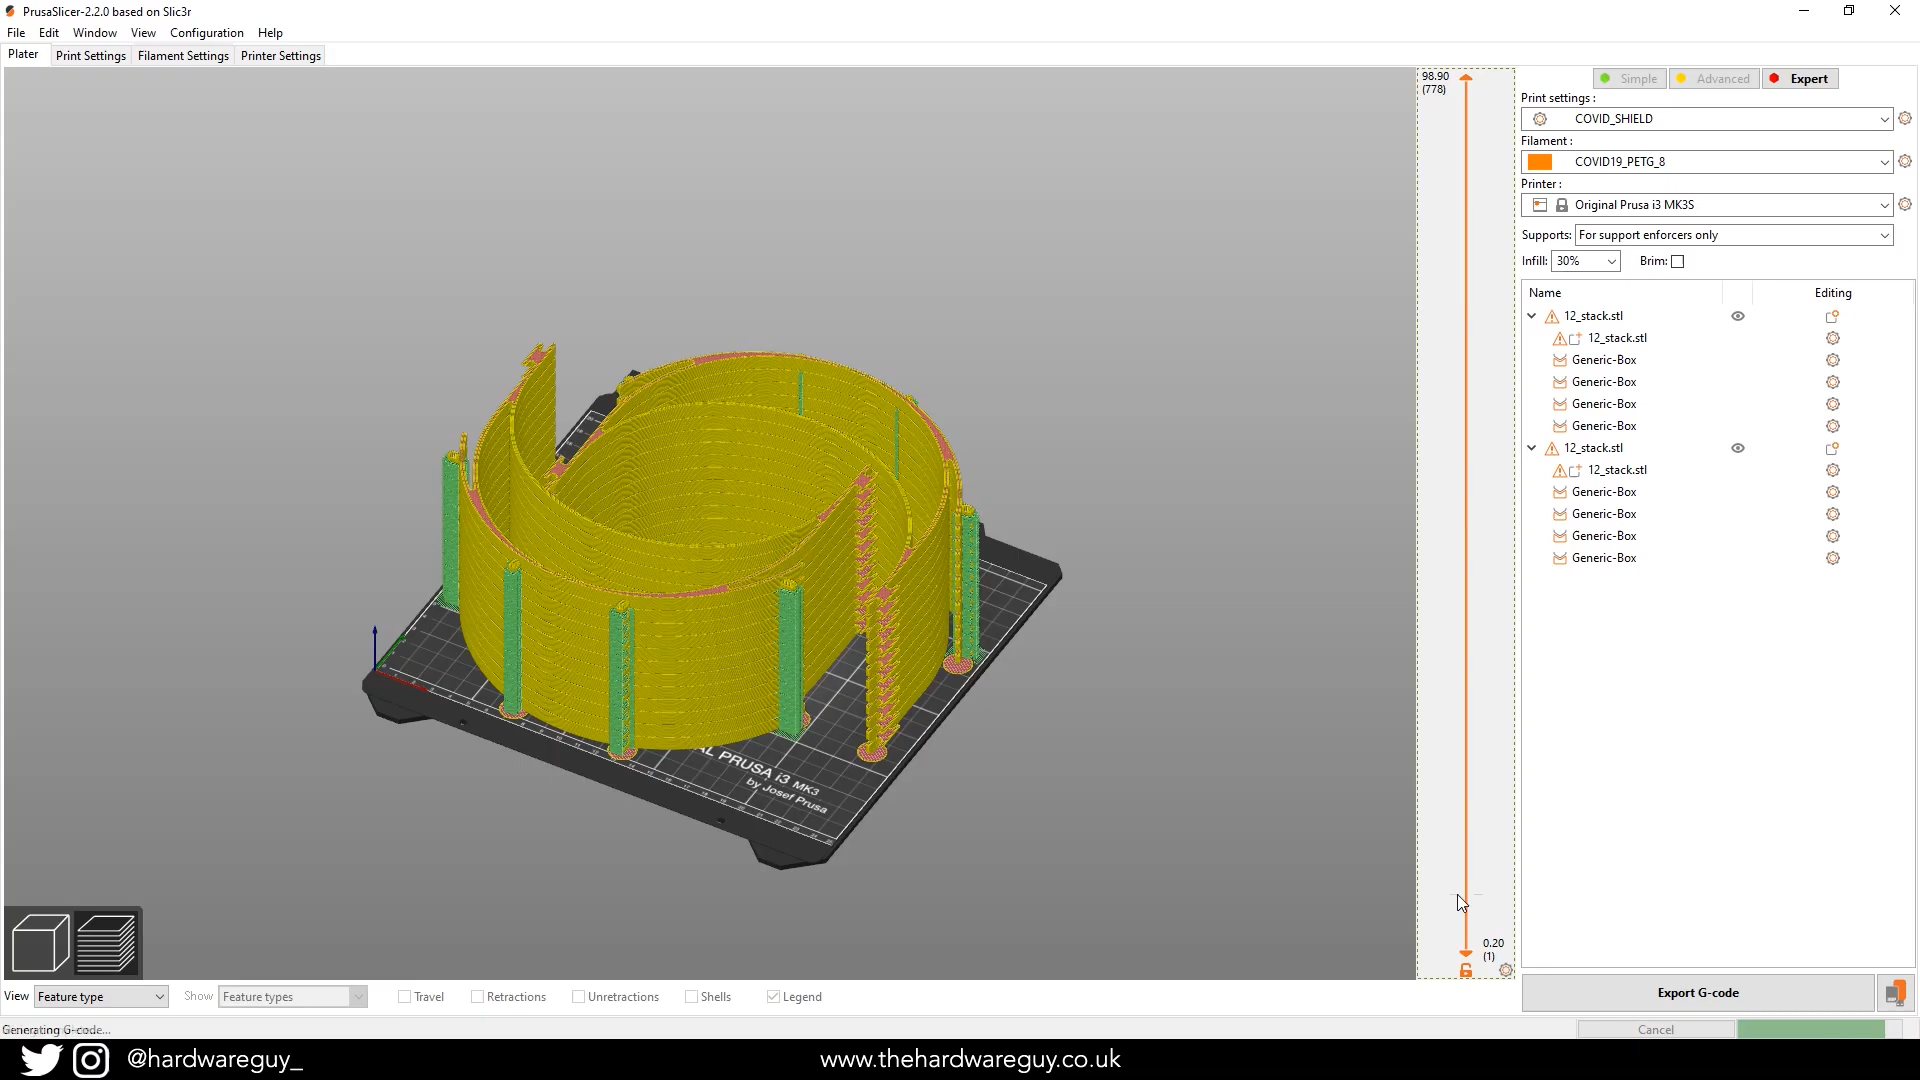 PrusaSlicer-2.2.0 based on Slic3r
File Edit Window View Configuration Help
Plater Print Settings Filament Settings Printer Settings
98.90
(778)
Simple Advanced Expert
Print settings :
COVID_SHIELD
Filament :
COVID19_PETG_8
Printer :
Original Prusa i3 MK3S
Supports: For support enforcers only
Infill: 30% Brim:
Name Editing
12_stack.stl
12_stack.stl
Generic-Box
Generic-Box
Generic-Box
Generic-Box
12_stack.stl
12_stack.stl
Generic-Box
Generic-Box
Generic-Box
Generic-Box
AL PRUSA i3 MK3
by Josef Prusa
0.20
(1)
View Feature type Show Feature types Travel Retractions Unretractions Shells Legend
Export G-code
Generating G-code...
Cancel
@hardwareguy_
www.thehardwareguy.co.uk